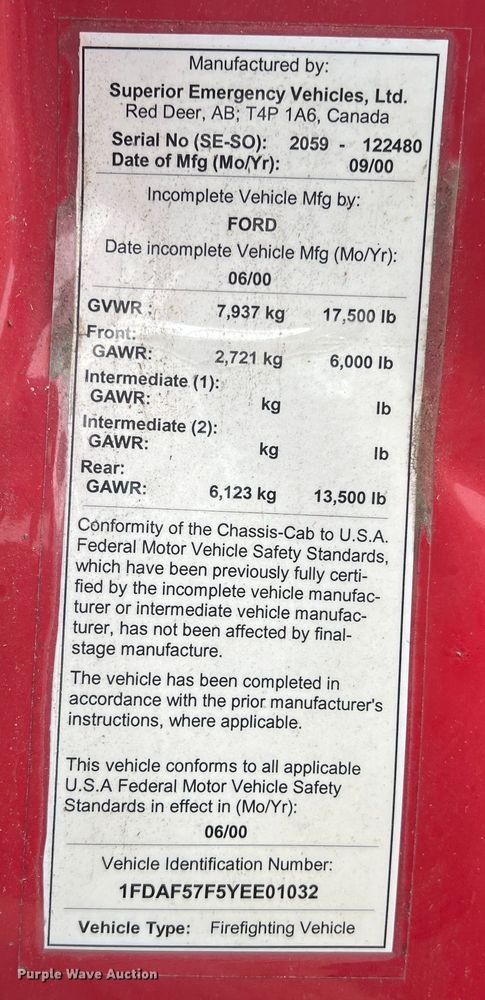 Manufactured by:
Superior Emergency Vehicles, Ltd.
Red Deer, AB; T4P 1A6, Canada
Serial No (SE-SO): 2059 - 122480
Date of Mfg (Mo/Yr): 09/00
Incomplete Vehicle Mfg by:
FORD
Date incomplete Vehicle Mfg (Mo/Yr):
06/00
GVWR : 7,937 kg 17,500 lb
Front:
GAWR: 2,721 kg 6,000 lb
Intermediate (1):
GAWR: kg lb
Intermediate (2):
GAWR: kg lb
Rear:
GAWR: 6,123 kg 13,500 lb
Conformity of the Chassis-Cab to U.S.A.
Federal Motor Vehicle Safety Standards,
which have been previously fully certi-
fied by the incomplete vehicle manufac-
turer or intermediate vehicle manufac-
turer, has not been affected by final-
stage manufacture.
The vehicle has been completed in
accordance with the prior manufacturer's
instructions, where applicable.
This vehicle conforms to all applicable
U.S.A Federal Motor Vehicle Safety
Standards in effect in (Mo/Yr):
06/00
Vehicle Identification Number:
1FDAF57F5YEE01032
Vehicle Type: Firefighting Vehicle
Purple Wave Auction